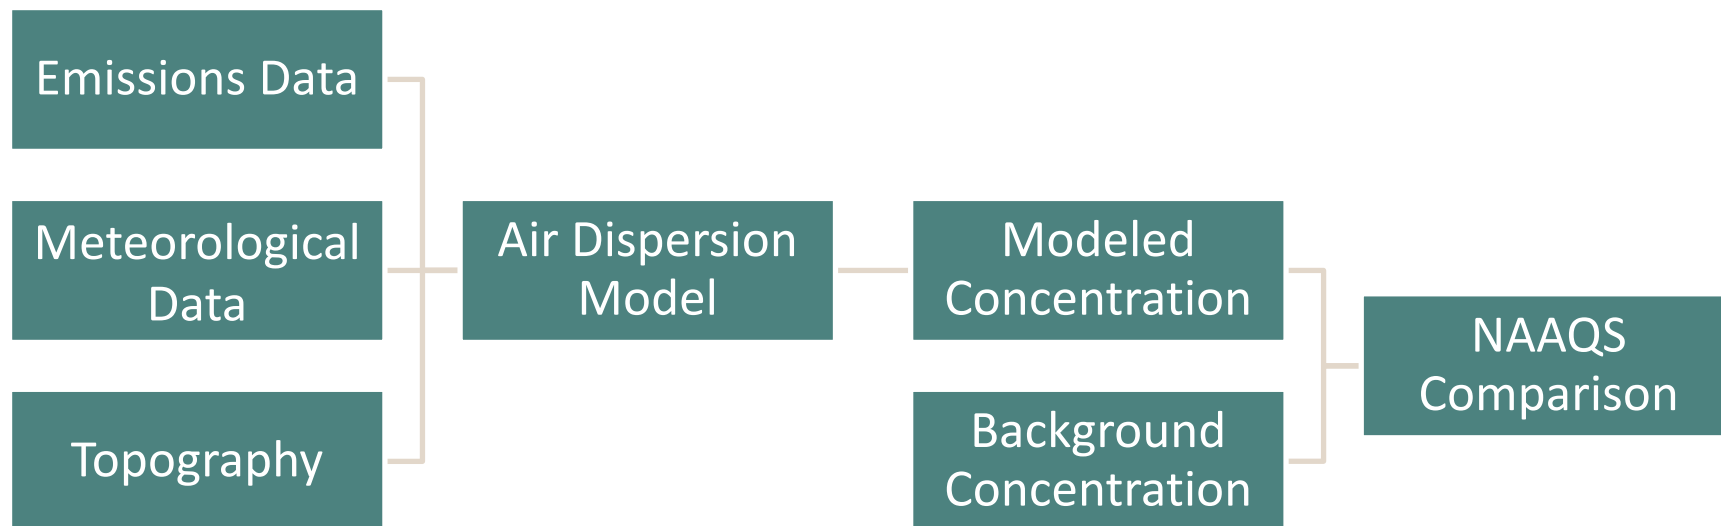 Emissions Data
Meteorological
Data
Topography
Air Dispersion
Model
Modeled
Concentration
Background
Concentration
NAAQS
Comparison